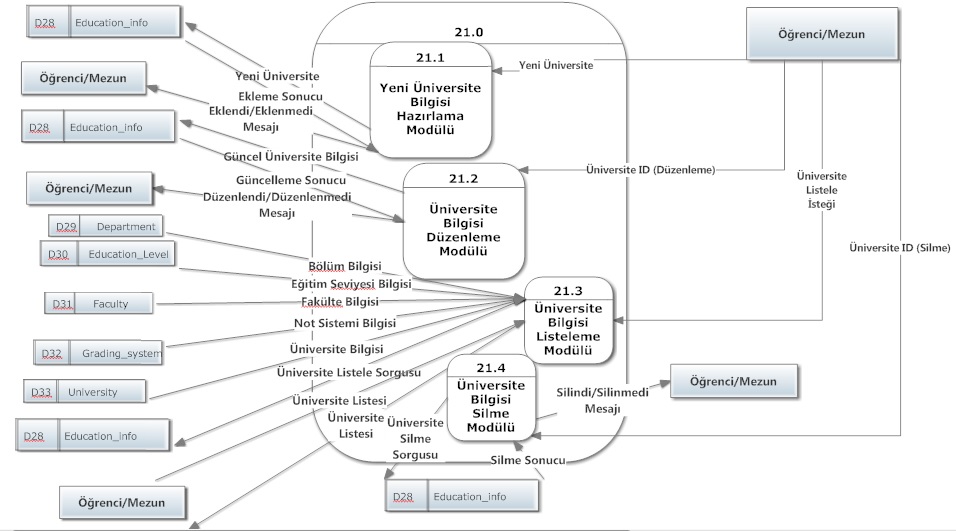 D28 Education_info
21.0
Öğrenci/Mezun
21.1
Yeni Üniversite
Bilgisi
Hazırlama
Modülü
Yeni Üniversite
Yeni Üniversite
Öğrenci/Mezun
Ekleme Sonucu
Eklendi/Eklenmedi
Mesajı
D28 Education_info
Güncel Üniversite Bilgisi
21.2
Üniversite
Bilgisi
Düzenleme
Modülü
Üniversite ID (Düzenleme)
Üniversite
Listele
İsteği
Öğrenci/Mezun
Güncelleme Sonucu
Düzenlendi/Düzenlenmedi
Mesajı
D29 Department
D30 Education_Level
Üniversite ID (Silme)
Bölüm Bilgisi
Eğitim Seviyesi Bilgisi
D31 Faculty
Fakülte Bilgisi
21.3
Üniversite
Bilgisi
Listeleme
Modülü
Not Sistemi Bilgisi
D32 Grading_system
Üniversite Bilgisi
Üniversite Listele Sorgusu
21.4
Üniversite
Bilgisi
Silme
Modülü
D33 University
Silindi/Silinmedi
Mesajı
Öğrenci/Mezun
Üniversite Listesi
Üniversite
Listesi
Üniversite
Silme
Sorgusu
D28 Education_info
Silme Sonucu
Öğrenci/Mezun
D28 Education_info